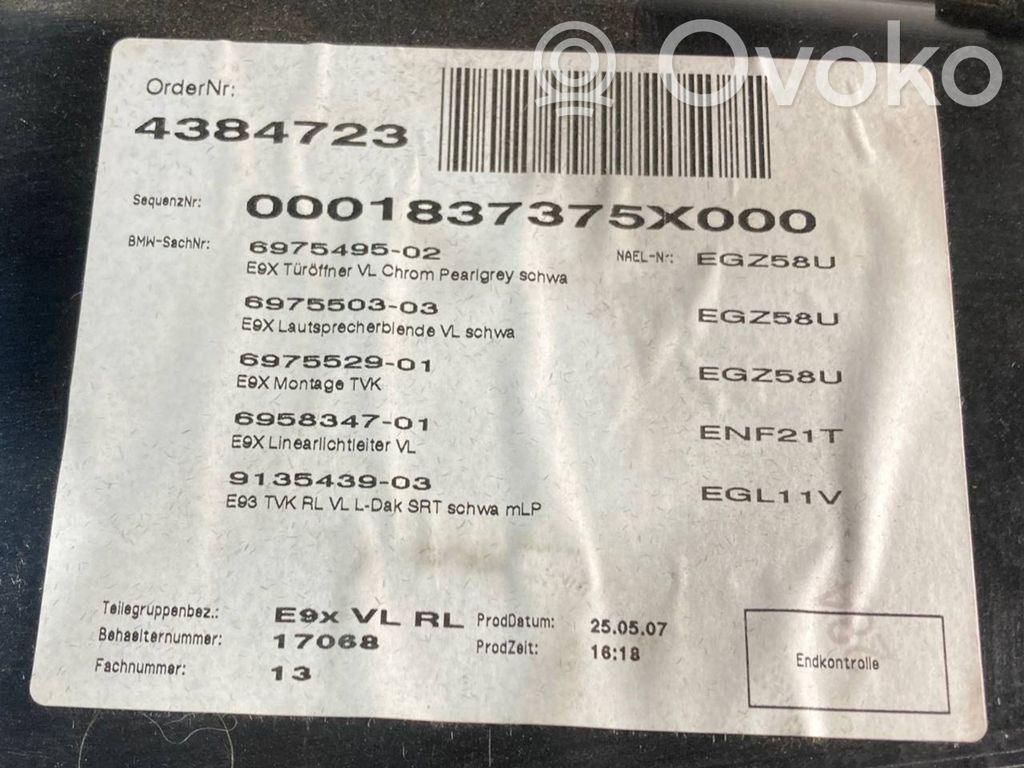 Ovoko
OrderNr:
4384723
SequenzNr: 0001837375X000
BMW-SachNr: 6975495-02 NAEL-Nr: EGZ58U
E9X Türöffner VL Chrom Pearlgrey schwa
6975503-03 EGZ58U
E9X Lautsprecherblende VL schwa
6975529-01 EGZ58U
E9X Montage TVK
6958347-01 ENF21T
E9X Linearlichtleiter VL
9135439-03 EGL11V
E93 TVK RL VL L-Dak SRT schwa mLP
Teilegruppenbez.: E9x VL RL ProdDatum: 25.05.07
Behaelternummer: 17068 ProdZeit: 16:18
Fachnummer: 13 Endkontrolle